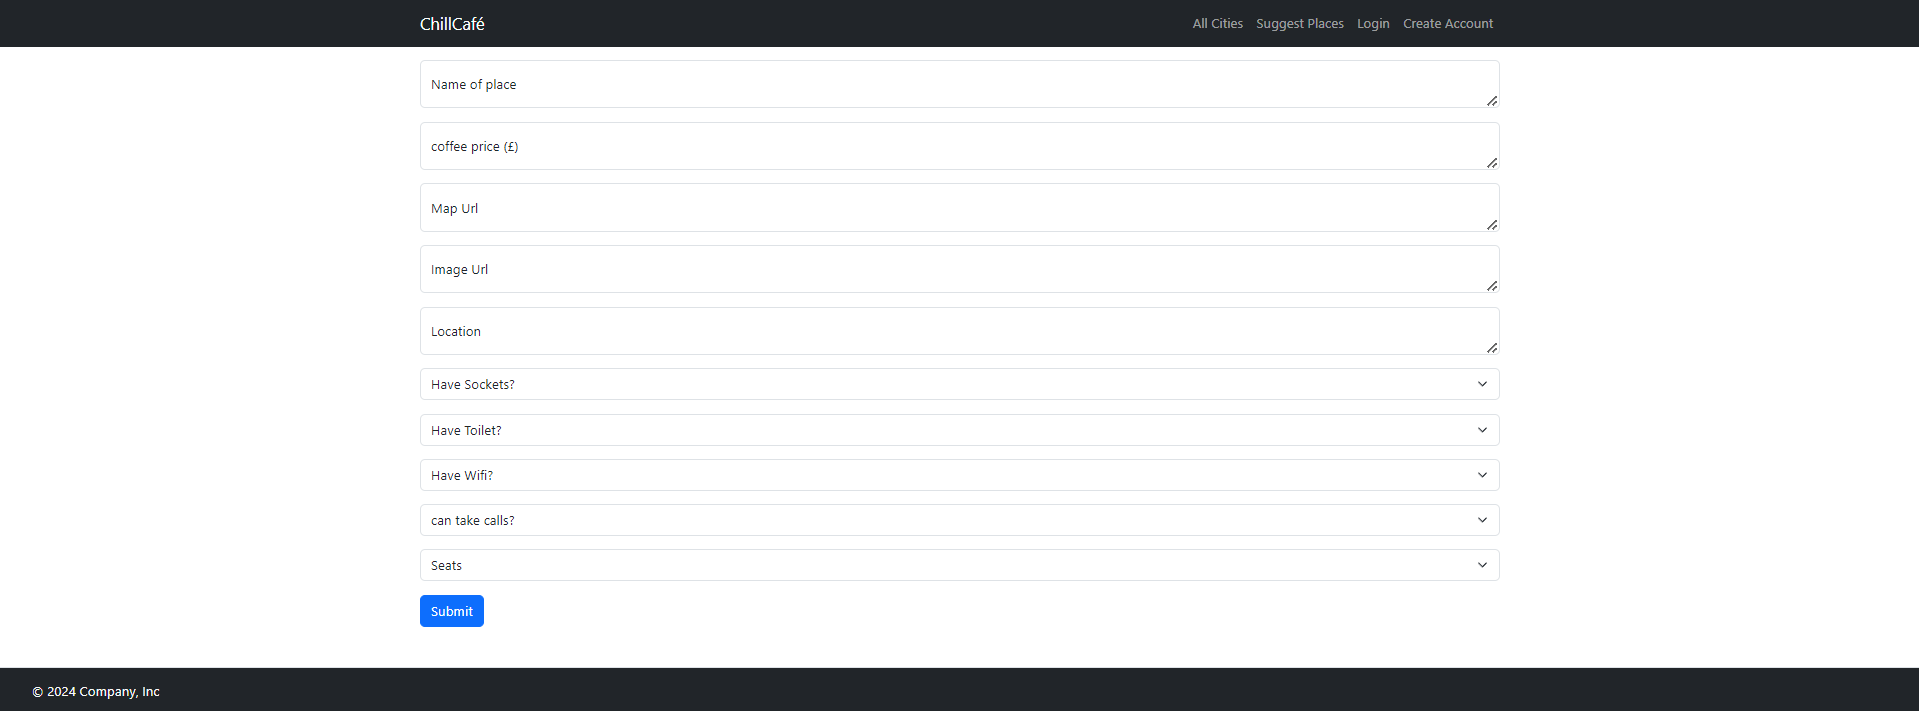 ChillCafé All Cities Suggest Places Login Create Account
Name of place
coffee price (£)
Map Url
Image Url
Location
Have Sockets?
Have Toilet?
Have Wifi?
can take calls?
Seats
Submit
© 2024 Company, Inc